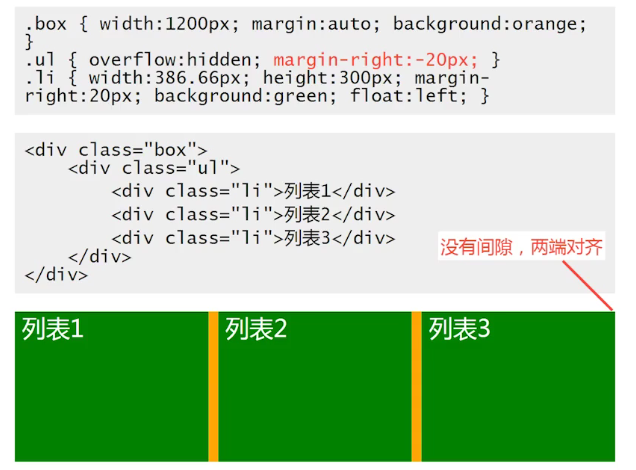 .box { width:1200px; margin:auto; background:orange;
}
.ul { overflow:hidden; margin-right:-20px; }
.li { width:386.66px; height:300px; margin-
right:20px; background:green; float:left; }
<div class="box">
    <div class="ul">
        <div class="li">列表1</div>
        <div class="li">列表2</div>
        <div class="li">列表3</div>
    </div>
</div>
没有间隙，两端对齐
列表1 列表2 列表3